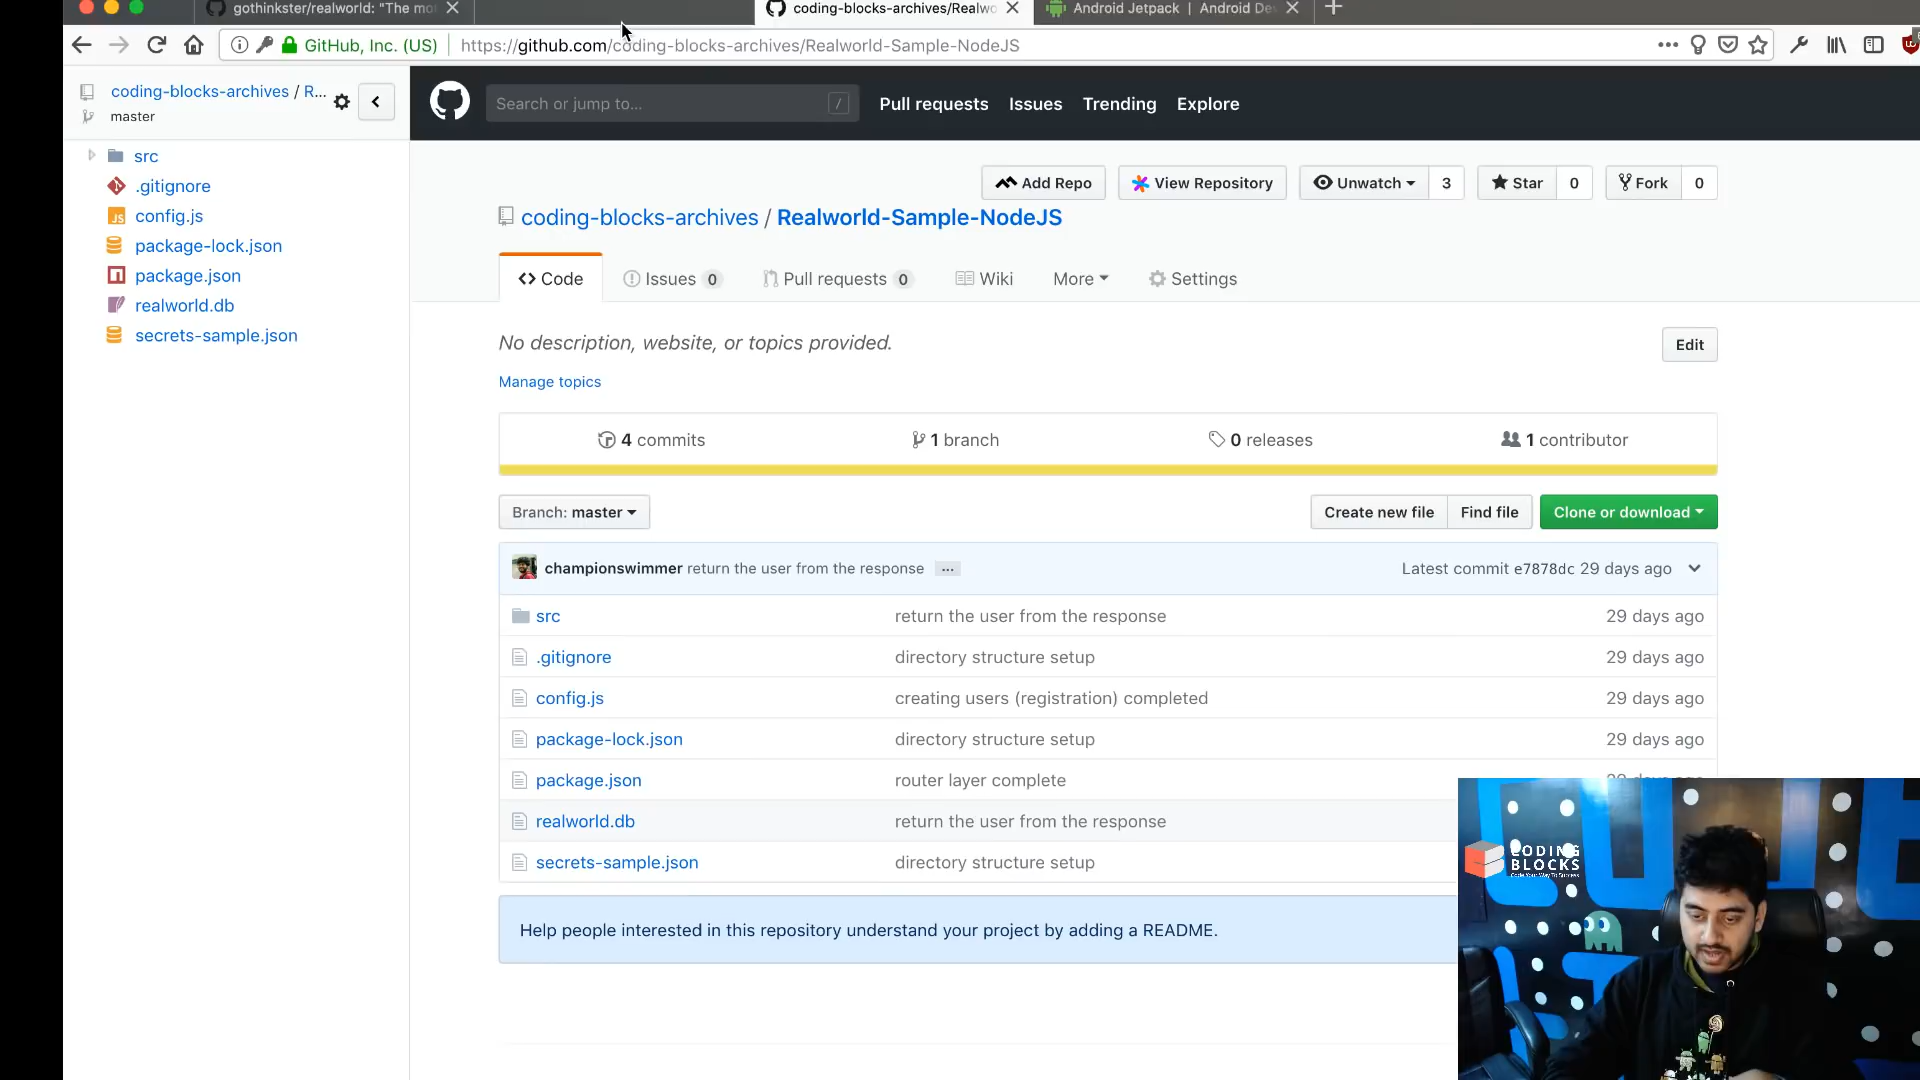 gothinkster/realworld: "The mo
coding-blocks-archives/Realwo
Android Jetpack | Android De
GitHub, Inc. (US)
https://github.com/coding-blocks-archives/Realworld-Sample-NodeJS
coding-blocks-archives / R...
master
Search or jump to...
/
Pull requests
Issues
Trending
Explore
src
.gitignore
config.js
package-lock.json
package.json
realworld.db
secrets-sample.json
Add Repo
View Repository
Unwatch
3
Star
0
Fork
0
coding-blocks-archives / Realworld-Sample-NodeJS
Code
Issues 0
Pull requests 0
Wiki
More
Settings
No description, website, or topics provided.
Edit
Manage topics
4 commits
1 branch
0 releases
1 contributor
Branch: master
Create new file
Find file
Clone or download
championswimmer return the user from the response ...
Latest commit e7878dc 29 days ago
src return the user from the response 29 days ago
.gitignore directory structure setup 29 days ago
config.js creating users (registration) completed 29 days ago
package-lock.json directory structure setup 29 days ago
package.json router layer complete
realworld.db return the user from the response
secrets-sample.json directory structure setup
Help people interested in this repository understand your project by adding a README.
CODING
BLOCKS
Code Your Way To Success